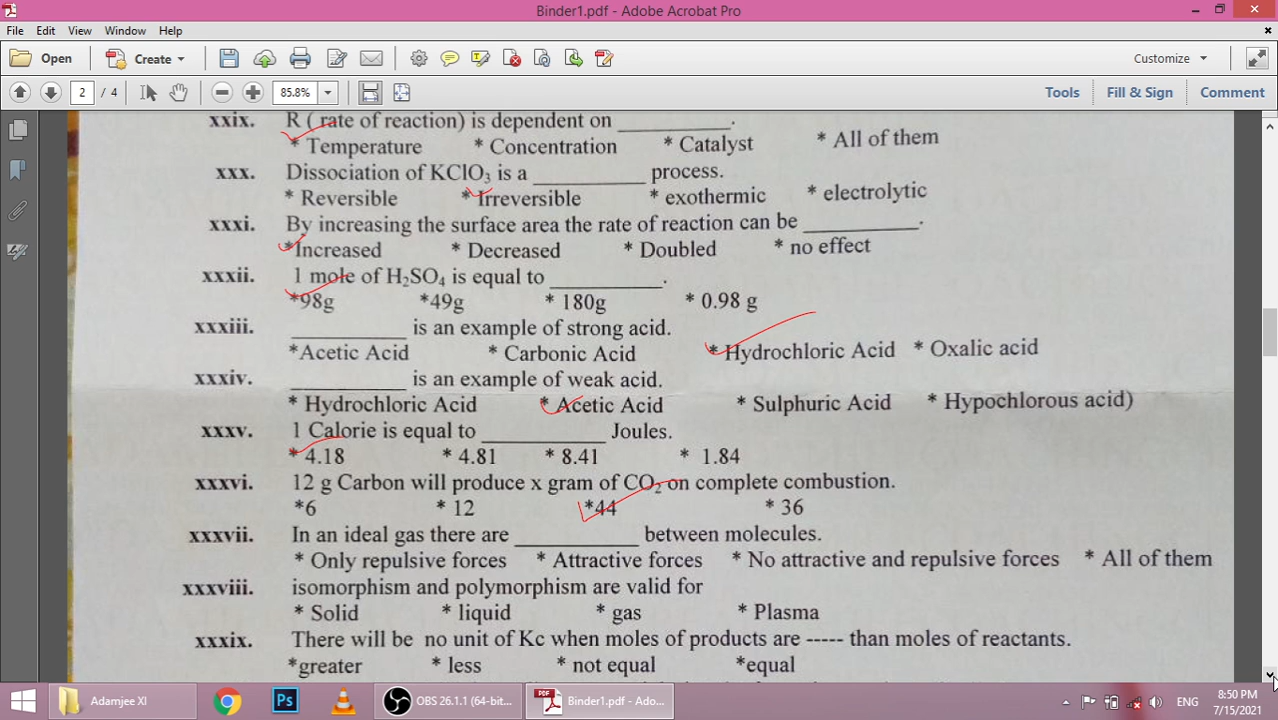 Binder1.pdf - Adobe Acrobat Pro
File Edit View Window Help
Open Create Customize
2 / 4 85.8% Tools Fill & Sign Comment
xxix. R ( rate of reaction) is dependent on __________.
* Temperature * Concentration * Catalyst * All of them
xxx. Dissociation of KClO₃ is a __________ process.
* Reversible * Irreversible * exothermic * electrolytic
xxxi. By increasing the surface area the rate of reaction can be __________.
*Increased * Decreased * Doubled * no effect
xxxii. 1 mole of H₂SO₄ is equal to __________.
*98g *49g * 180g * 0.98 g
xxxiii. __________ is an example of strong acid.
*Acetic Acid * Carbonic Acid * Hydrochloric Acid * Oxalic acid
xxxiv. __________ is an example of weak acid.
* Hydrochloric Acid * Acetic Acid * Sulphuric Acid * Hypochlorous acid)
xxxv. 1 Calorie is equal to __________ Joules.
* 4.18 * 4.81 * 8.41 * 1.84
xxxvi. 12 g Carbon will produce x gram of CO₂ on complete combustion.
*6 * 12 *44 * 36
xxxvii. In an ideal gas there are __________ between molecules.
* Only repulsive forces * Attractive forces * No attractive and repulsive forces * All of them
xxxviii. isomorphism and polymorphism are valid for
* Solid * liquid * gas * Plasma
xxxix. There will be no unit of Kc when moles of products are ----- than moles of reactants.
*greater * less * not equal *equal
Adamjee XI Ps OBS 26.1.1 (64-bit... Binder1.pdf - Ado... ENG 8:50 PM
7/15/2021